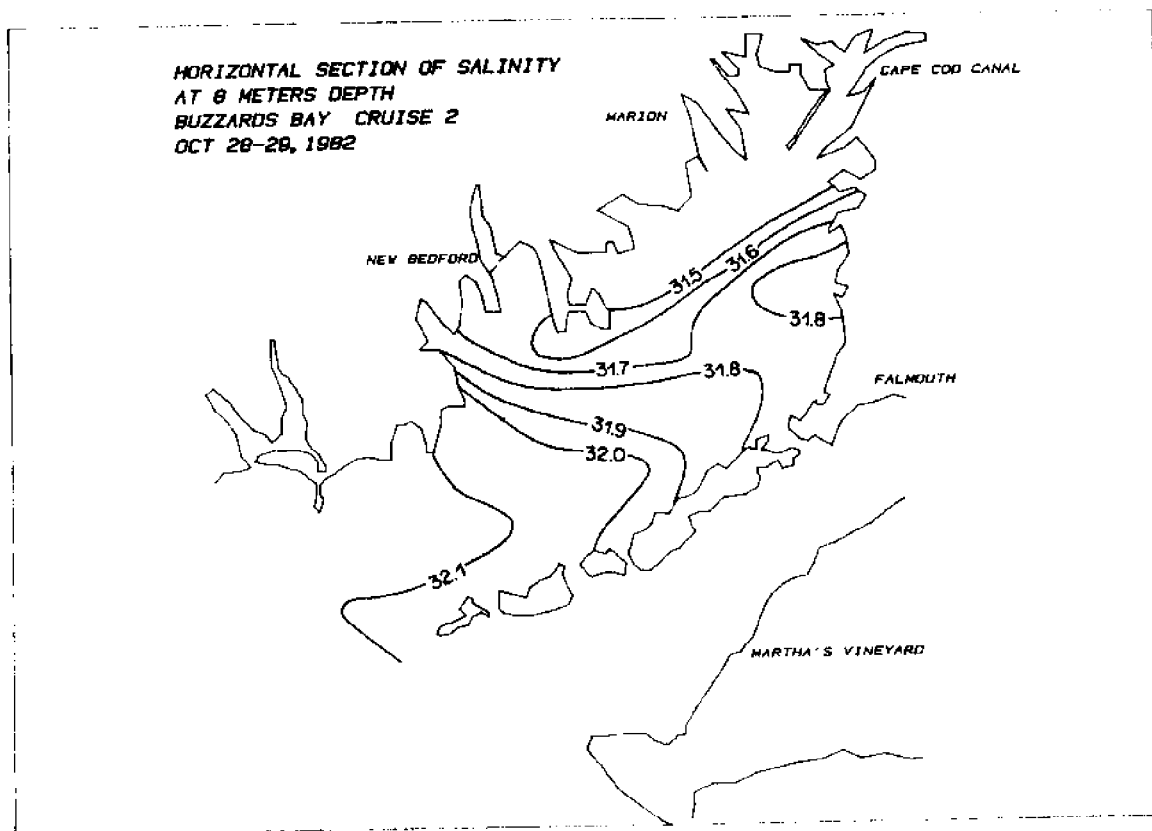 HORIZONTAL SECTION OF SALINITY
AT 8 METERS DEPTH
BUZZARDS BAY CRUISE 2
OCT 28-29, 1982
CAPE COD CANAL
MARION
NEW BEDFORD
31.5
31.6
31.8
31.7
31.8
FALMOUTH
31.9
32.0
32.1
MARTHA'S VINEYARD